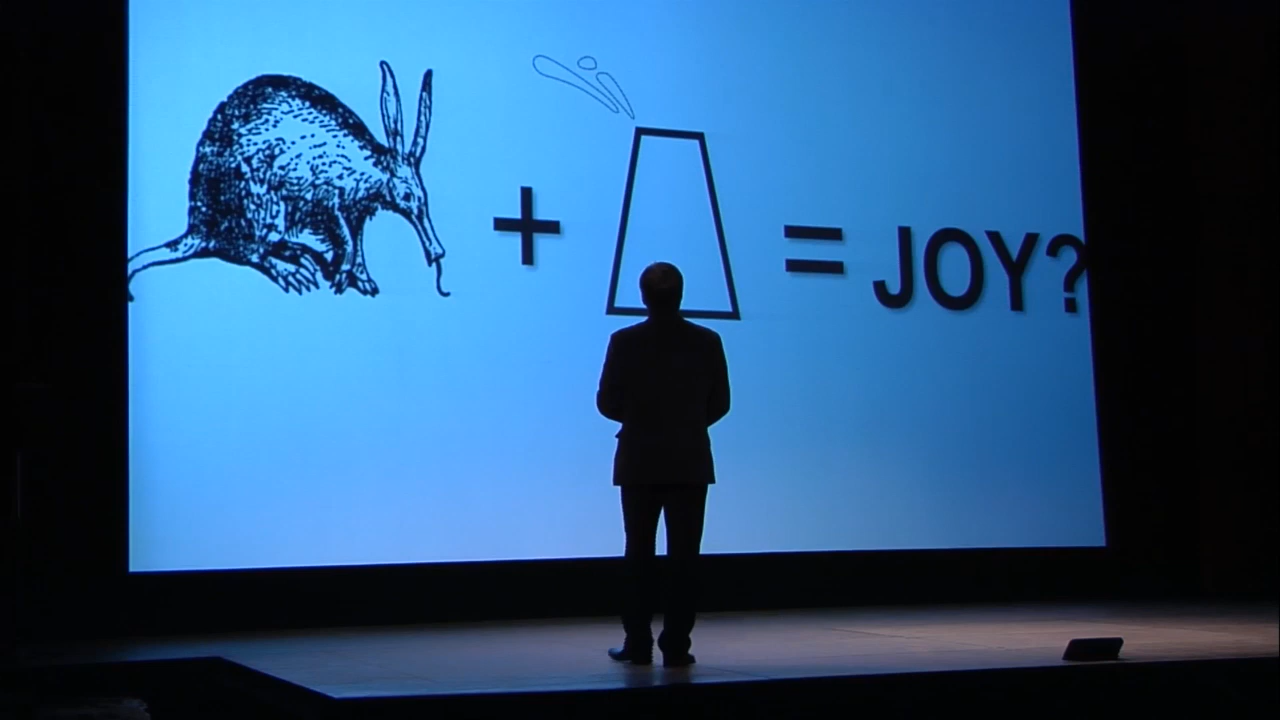 + = JOY?